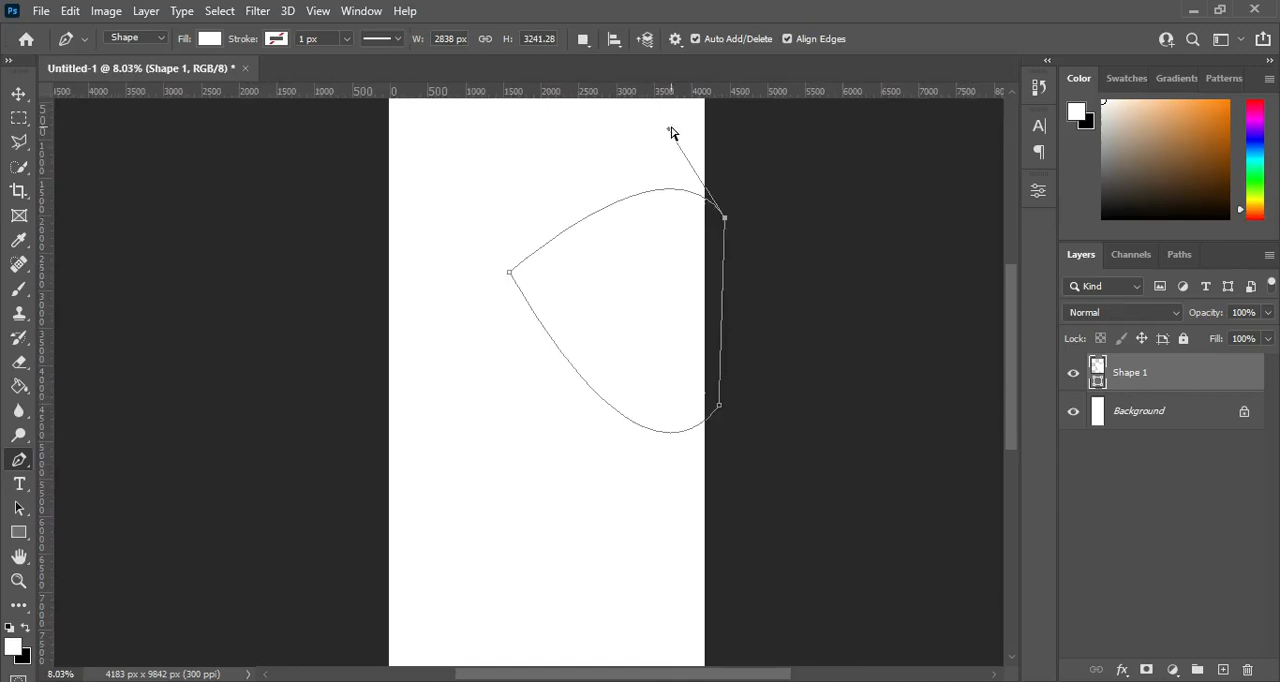 Ps File Edit Image Layer Type Select Filter 3D View Window Help
Shape Fill: Stroke: 1 px W: 2838 px H: 3241.28 Auto Add/Delete Align Edges
Untitled-1 @ 8.03% (Shape 1, RGB/8) * ×
4500 4000 3500 3000 2500 2000 1500 1000 500 0 500 1000 1500 2000 2500 3000 3500 4000 4500 5000 5500 6000 6500 7000 7500
Color Swatches Gradients Patterns
Layers Channels Paths
Kind
Normal Opacity: 100%
Lock: Fill: 100%
Shape 1
Background
8.03% 4183 px x 9842 px (300 ppi)